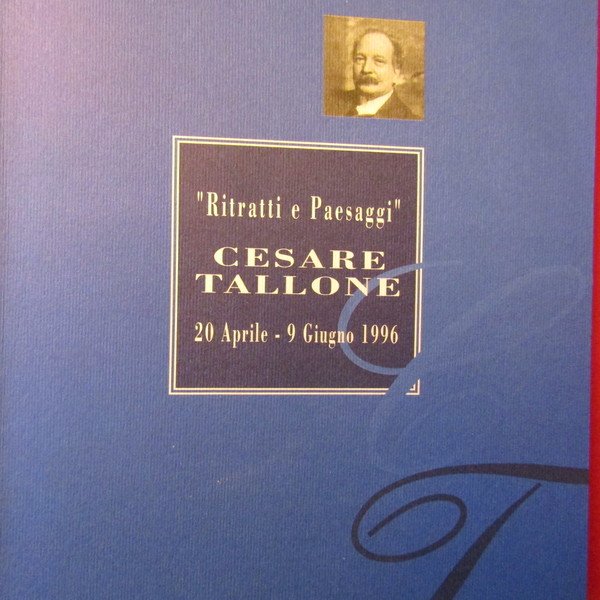 "Ritratti e Paesaggi"
CESARE
TALLONE
20 Aprile - 9 Giugno 1996
C
T